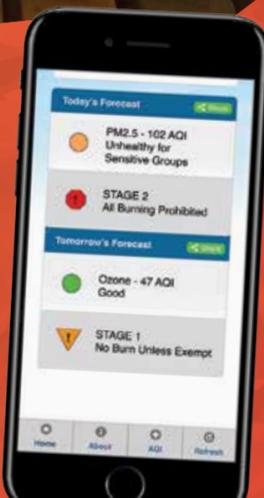 Today's Forecast
Share
PM2.5 - 102 AQI
Unhealthy for
Sensitive Groups
!
STAGE 2
All Burning Prohibited
Tomorrow's Forecast
Share
Ozone - 47 AQI
Good
!
STAGE 1
No Burn Unless Exempt
Home
About
AQI
Refresh